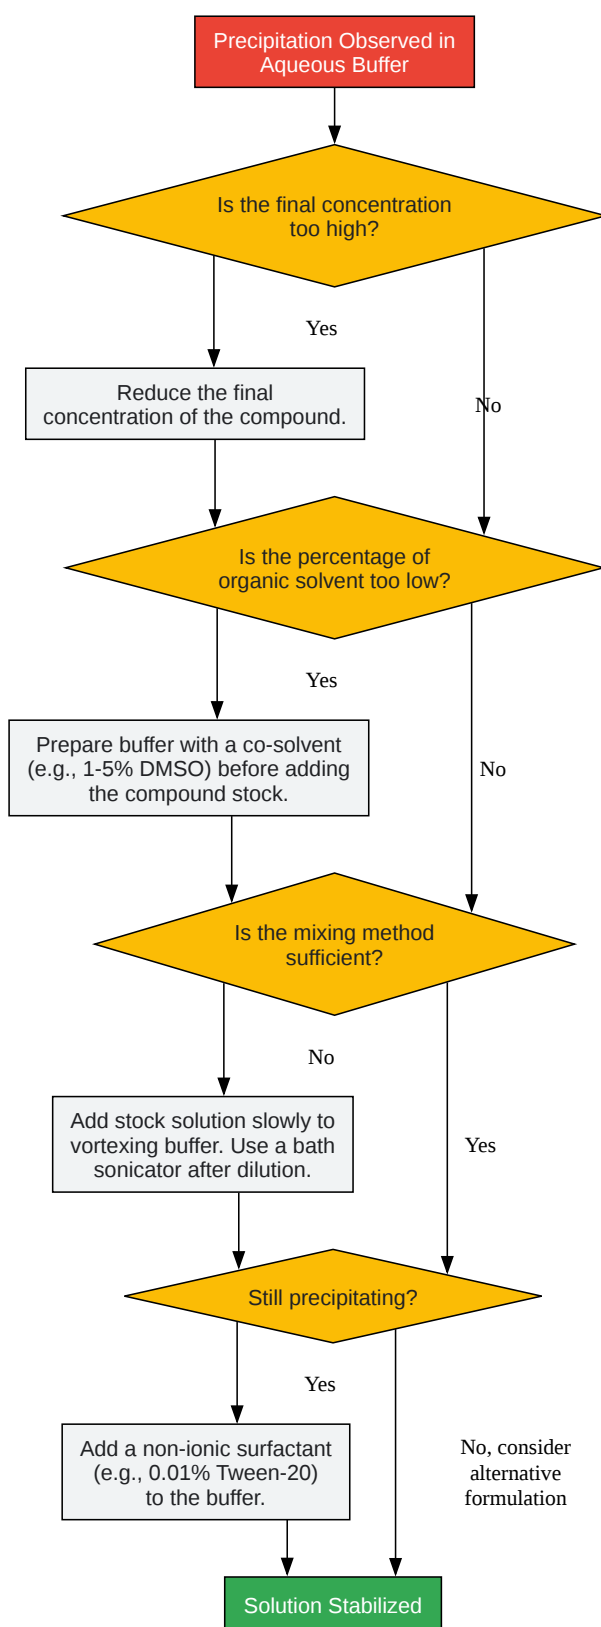 Precipitation Observed in
Aqueous Buffer
Is the final concentration
too high?
Yes
Reduce the final
concentration of the compound.
No
Is the percentage of
organic solvent too low?
Yes
Prepare buffer with a co-solvent
(e.g., 1-5% DMSO) before adding
the compound stock.
No
Is the mixing method
sufficient?
No
Add stock solution slowly to
vortexing buffer. Use a bath
sonicator after dilution.
Yes
Still precipitating?
Yes
Add a non-ionic surfactant
(e.g., 0.01% Tween-20)
to the buffer.
No, consider
alternative
formulation
Solution Stabilized